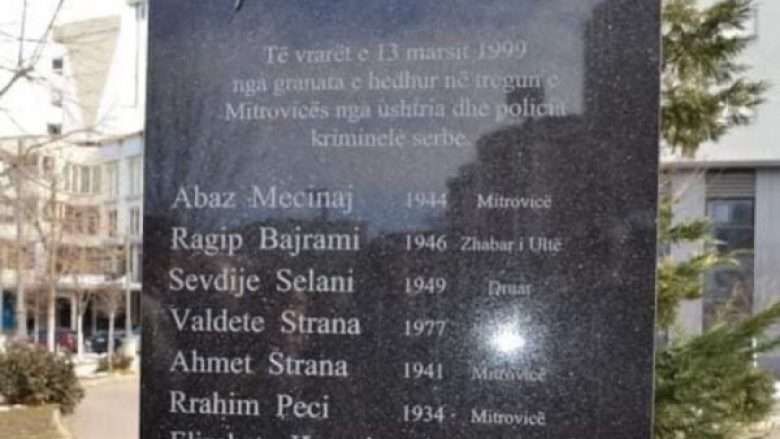 Të vrarët e 13 marsit 1999
nga granata e hedhur në tregun e
Mitrovicës nga ushtria dhe policia
kriminele serbe.
Abaz Mecinaj 1944 Mitrovicë
Ragip Bajrami 1946 Zhabar i Ultë
Sevdije Selani 1949 Druar
Valdete Strana 1977
Ahmet Strana 1941 Mitrovicë
Rrahim Peci 1934 Mitrovicë